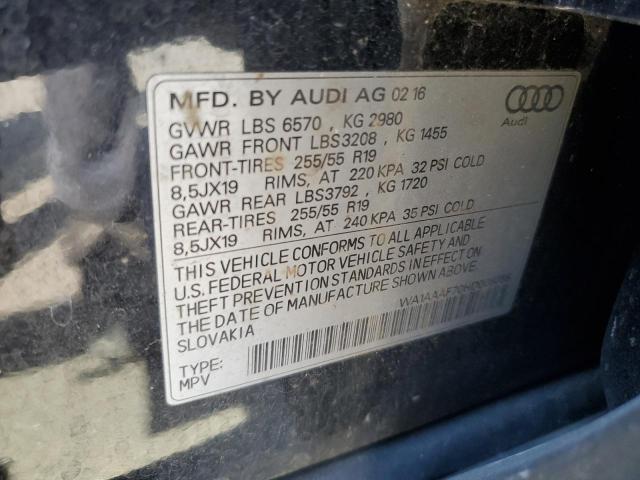 MFD. BY AUDI AG 02 16
Audi
GVWR LBS 6570 , KG 2980
GAWR FRONT LBS3208 , KG 1455
FRONT-TIRES 255/55 R19
8,5JX19 RIMS, AT 220 KPA 32 PSI COLD
GAWR REAR LBS3792 , KG 1720
REAR-TIRES 255/55 R19
8,5JX19 RIMS, AT 240 KPA 35 PSI COLD
THIS VEHICLE CONFORMS TO ALL APPLICABLE
U.S. FEDERAL MOTOR VEHICLE SAFETY AND
THEFT PREVENTION STANDARDS IN EFFECT ON
THE DATE OF MANUFACTURE SHOWN ABOVE.
SLOVAKIA
TYPE:
MPV